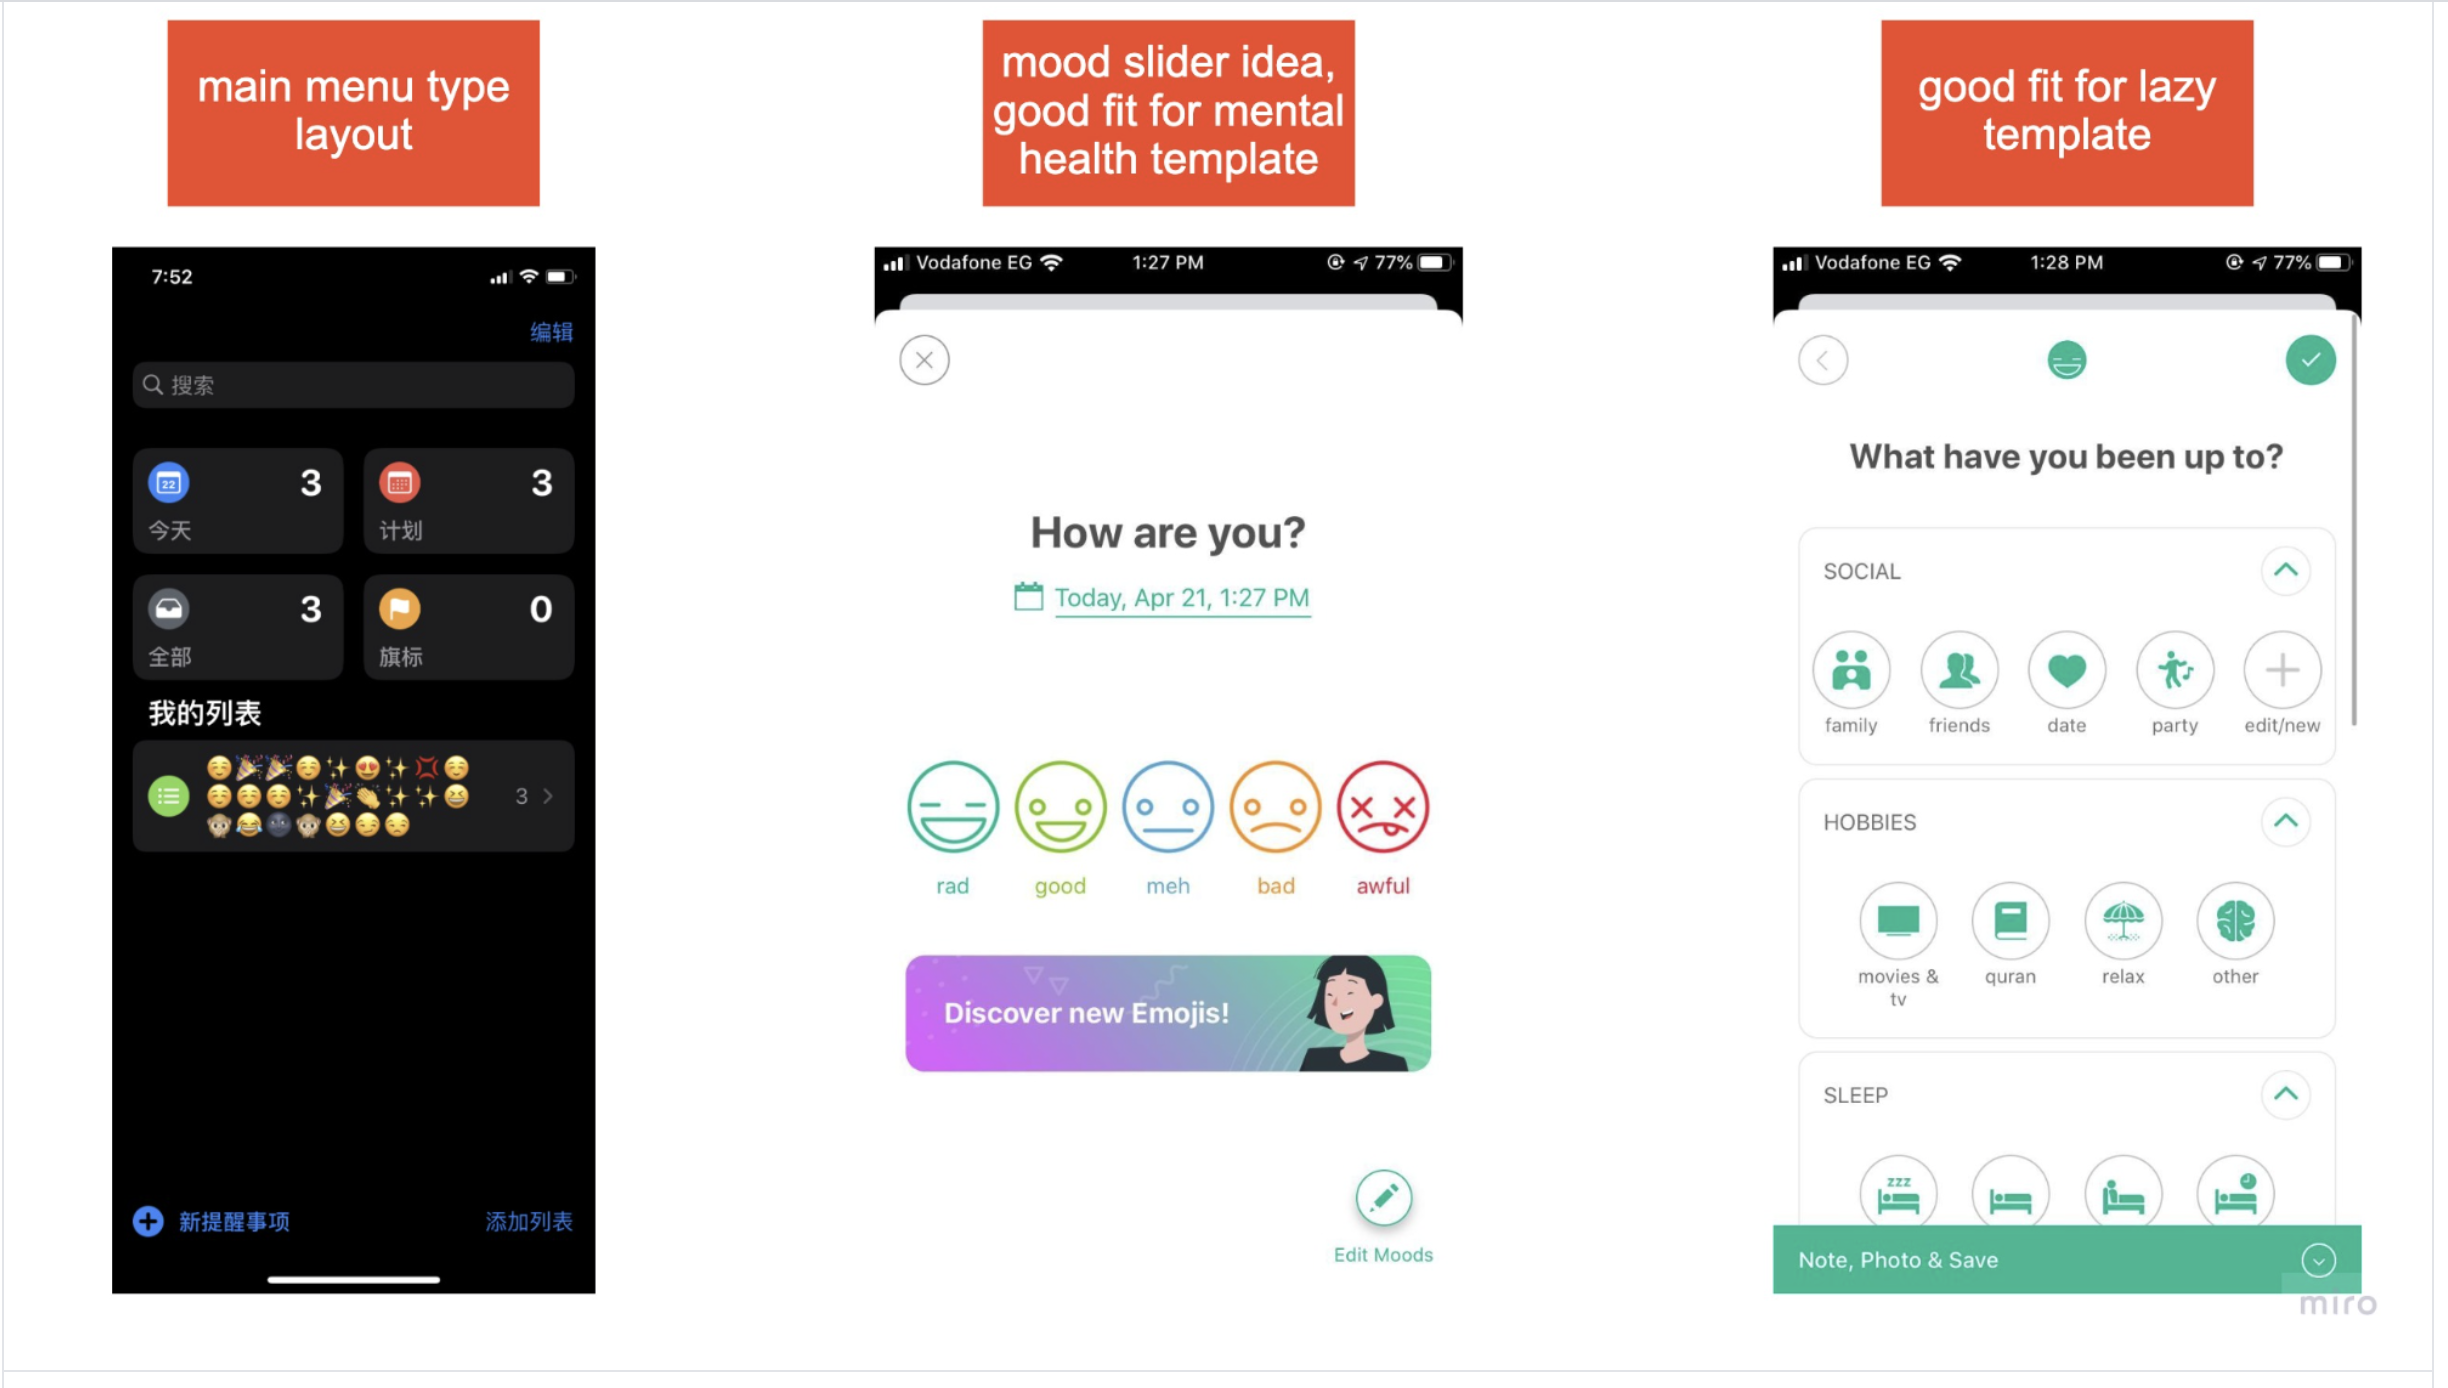 main menu type
layout
mood slider idea,
good fit for mental
health template
good fit for lazy
template
7:52
编辑
搜索
22
3
今天
3
计划
3
全部
0
旗标
我的列表
3
新提醒事项
添加列表
Vodafone EG
1:27 PM
77%
How are you?
Today, Apr 21, 1:27 PM
rad
good
meh
bad
awful
Discover new Emojis!
Edit Moods
Vodafone EG
1:28 PM
77%
What have you been up to?
SOCIAL
family
friends
date
party
edit/new
HOBBIES
movies &
tv
quran
relax
other
SLEEP
zzz
Note, Photo & Save
miro